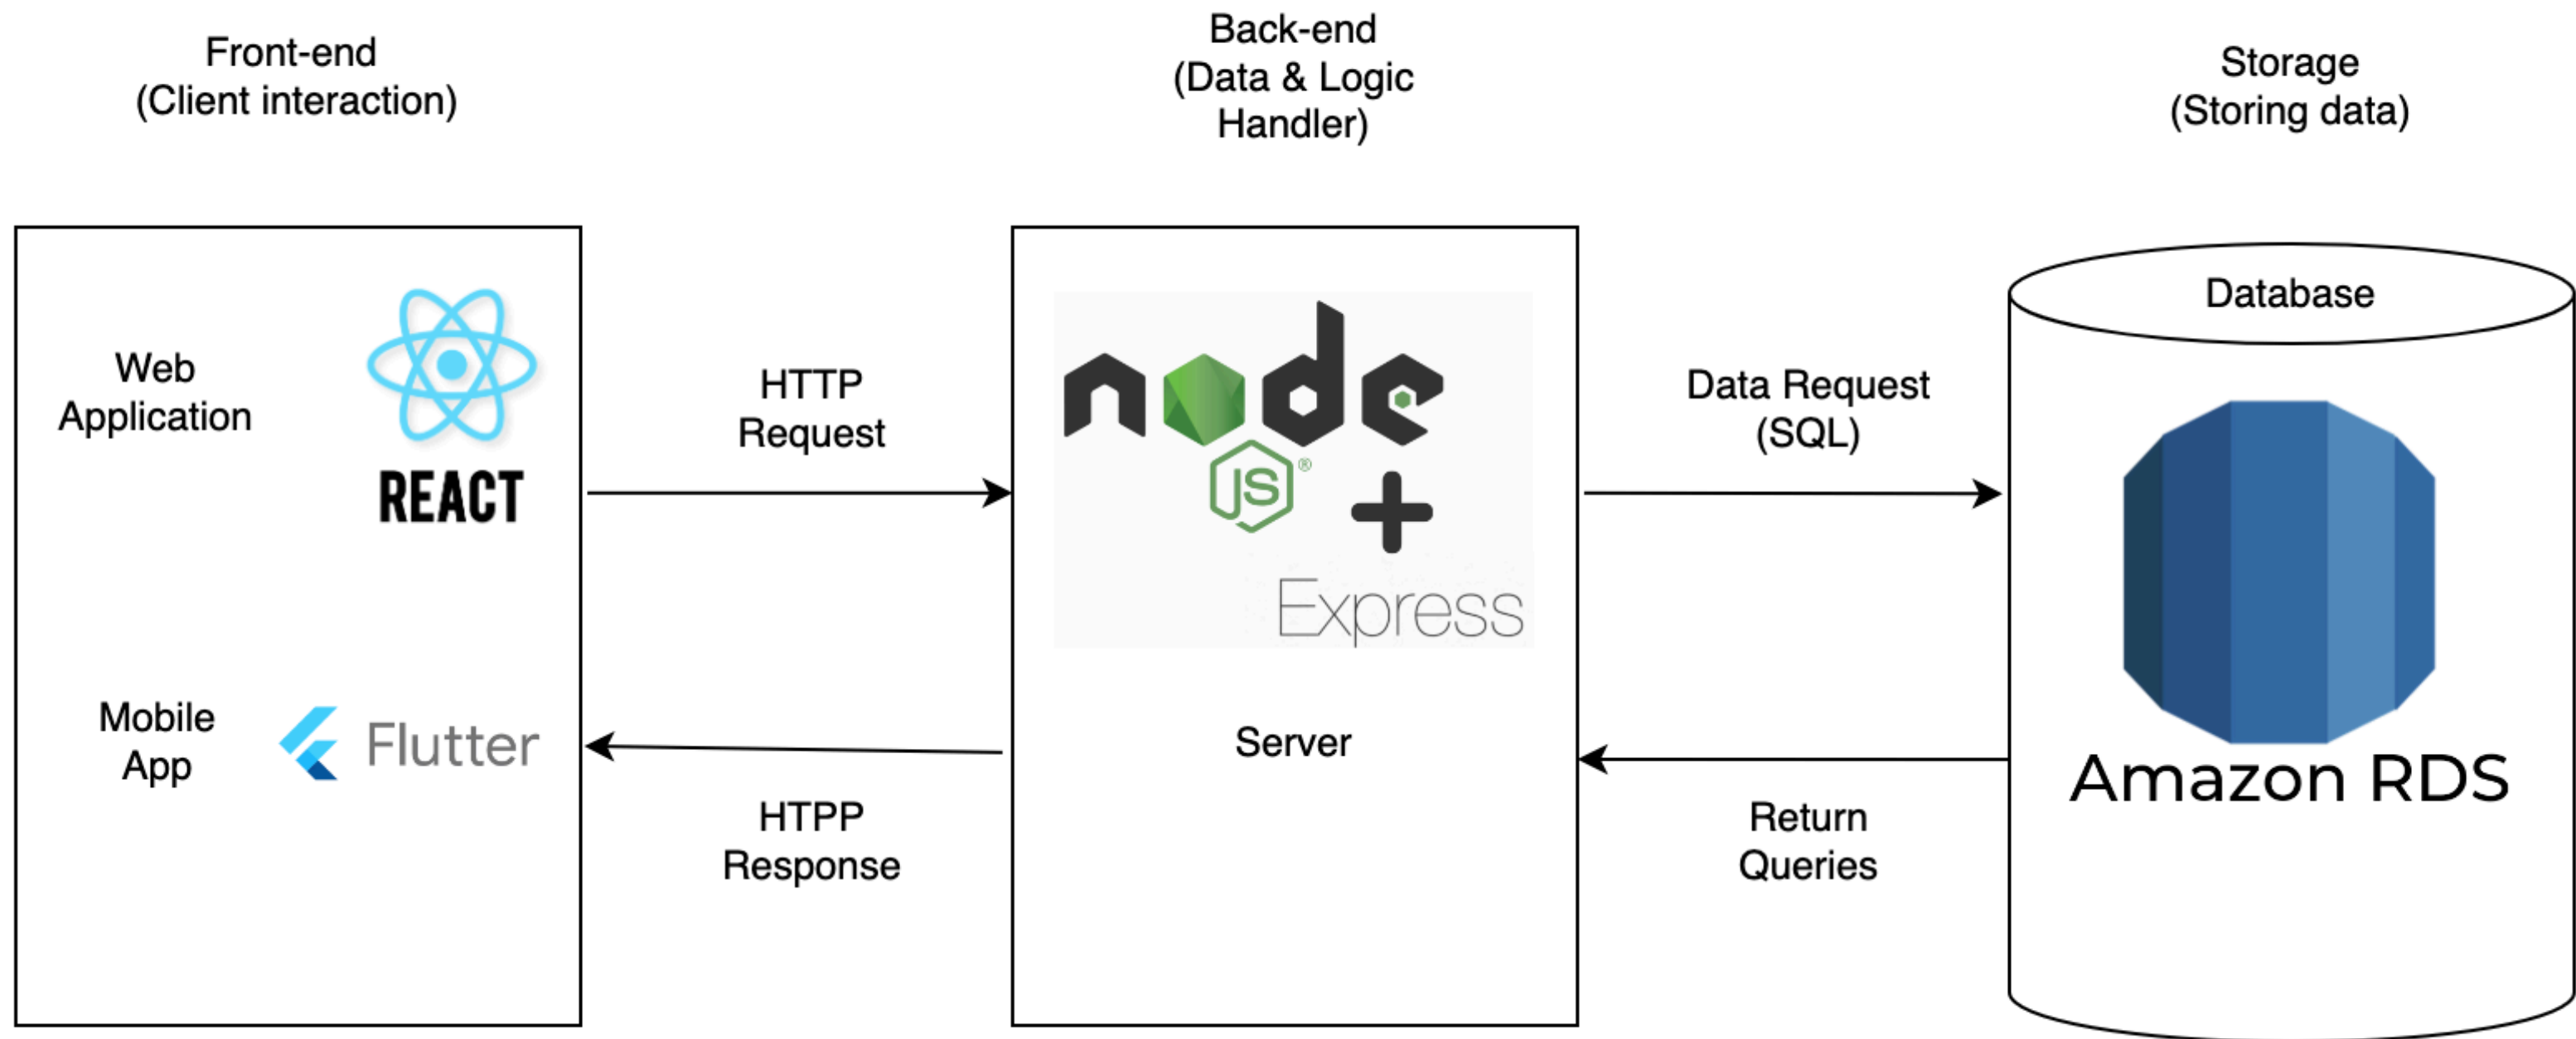 Front-end
(Client interaction)
Back-end
(Data & Logic
Handler)
Storage
(Storing data)
Web
Application
REACT
Mobile
App
Flutter
HTTP
Request
HTPP
Response
node
JS®
+
Express
Server
Data Request
(SQL)
Return
Queries
Database
Amazon RDS